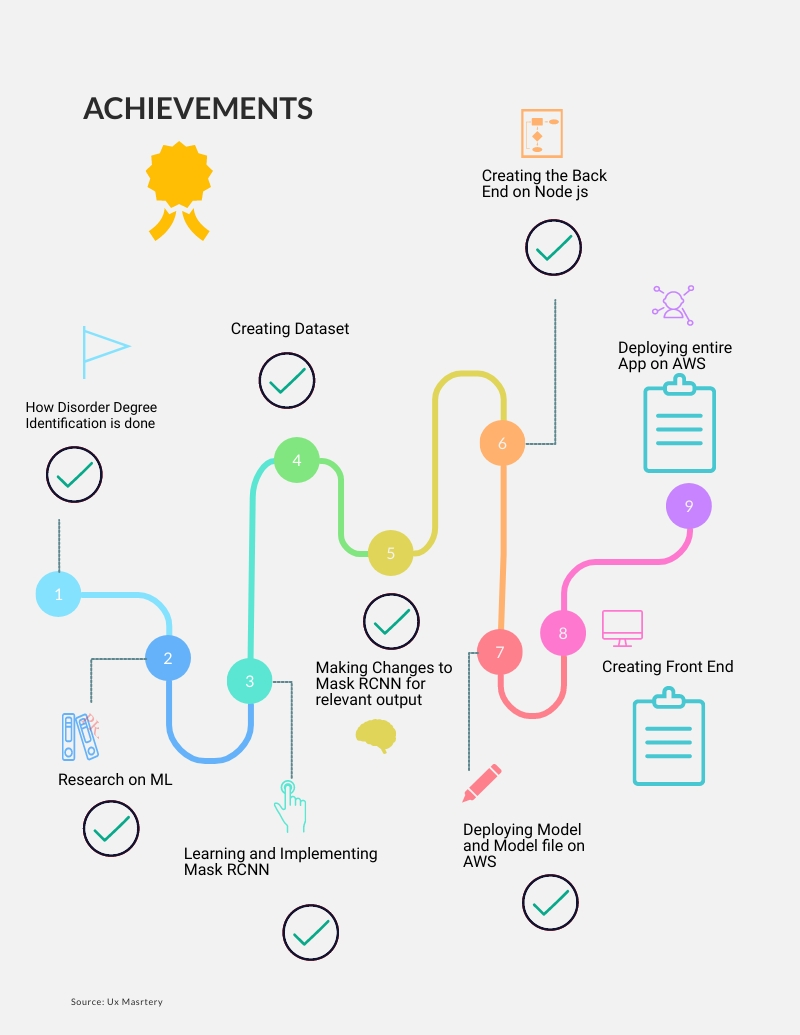 ACHIEVEMENTS
Creating the Back
End on Node js
Deploying entire
App on AWS
Creating Dataset
How Disorder Degree
Identification is done
6
4
9
5
1
8
7
2
3
Creating Front End
Making Changes to
Mask RCNN for
relevant output
Research on ML
Deploying Model
and Model file on
AWS
Learning and Implementing
Mask RCNN
Source: Ux Masrtery